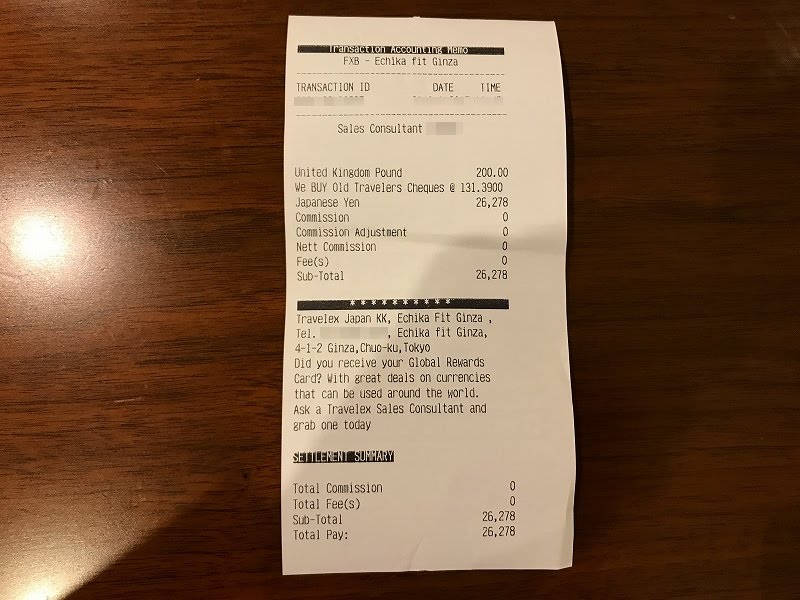 Transaction Accounting Memo
FXB - Echika fit Ginza
TRANSACTION ID DATE TIME
Sales Consultant
United Kingdom Pound 200.00
We BUY Old Travelers Cheques @ 131.3900
Japanese Yen 26,278
Commission 0
Commission Adjustment 0
Nett Commission 0
Fee(s) 0
Sub-Total 26,278
* * * * * * * * * *
Travelex Japan KK, Echika Fit Ginza ,
Tel. , Echika fit Ginza,
4-1-2 Ginza,Chuo-ku,Tokyo
Did you receive your Global Rewards
Card? With great deals on currencies
that can be used around the world.
Ask a Travelex Sales Consultant and
grab one today
SETTLEMENT SUMMARY
Total Commission 0
Total Fee(s) 0
Sub-Total 26,278
Total Pay: 26,278